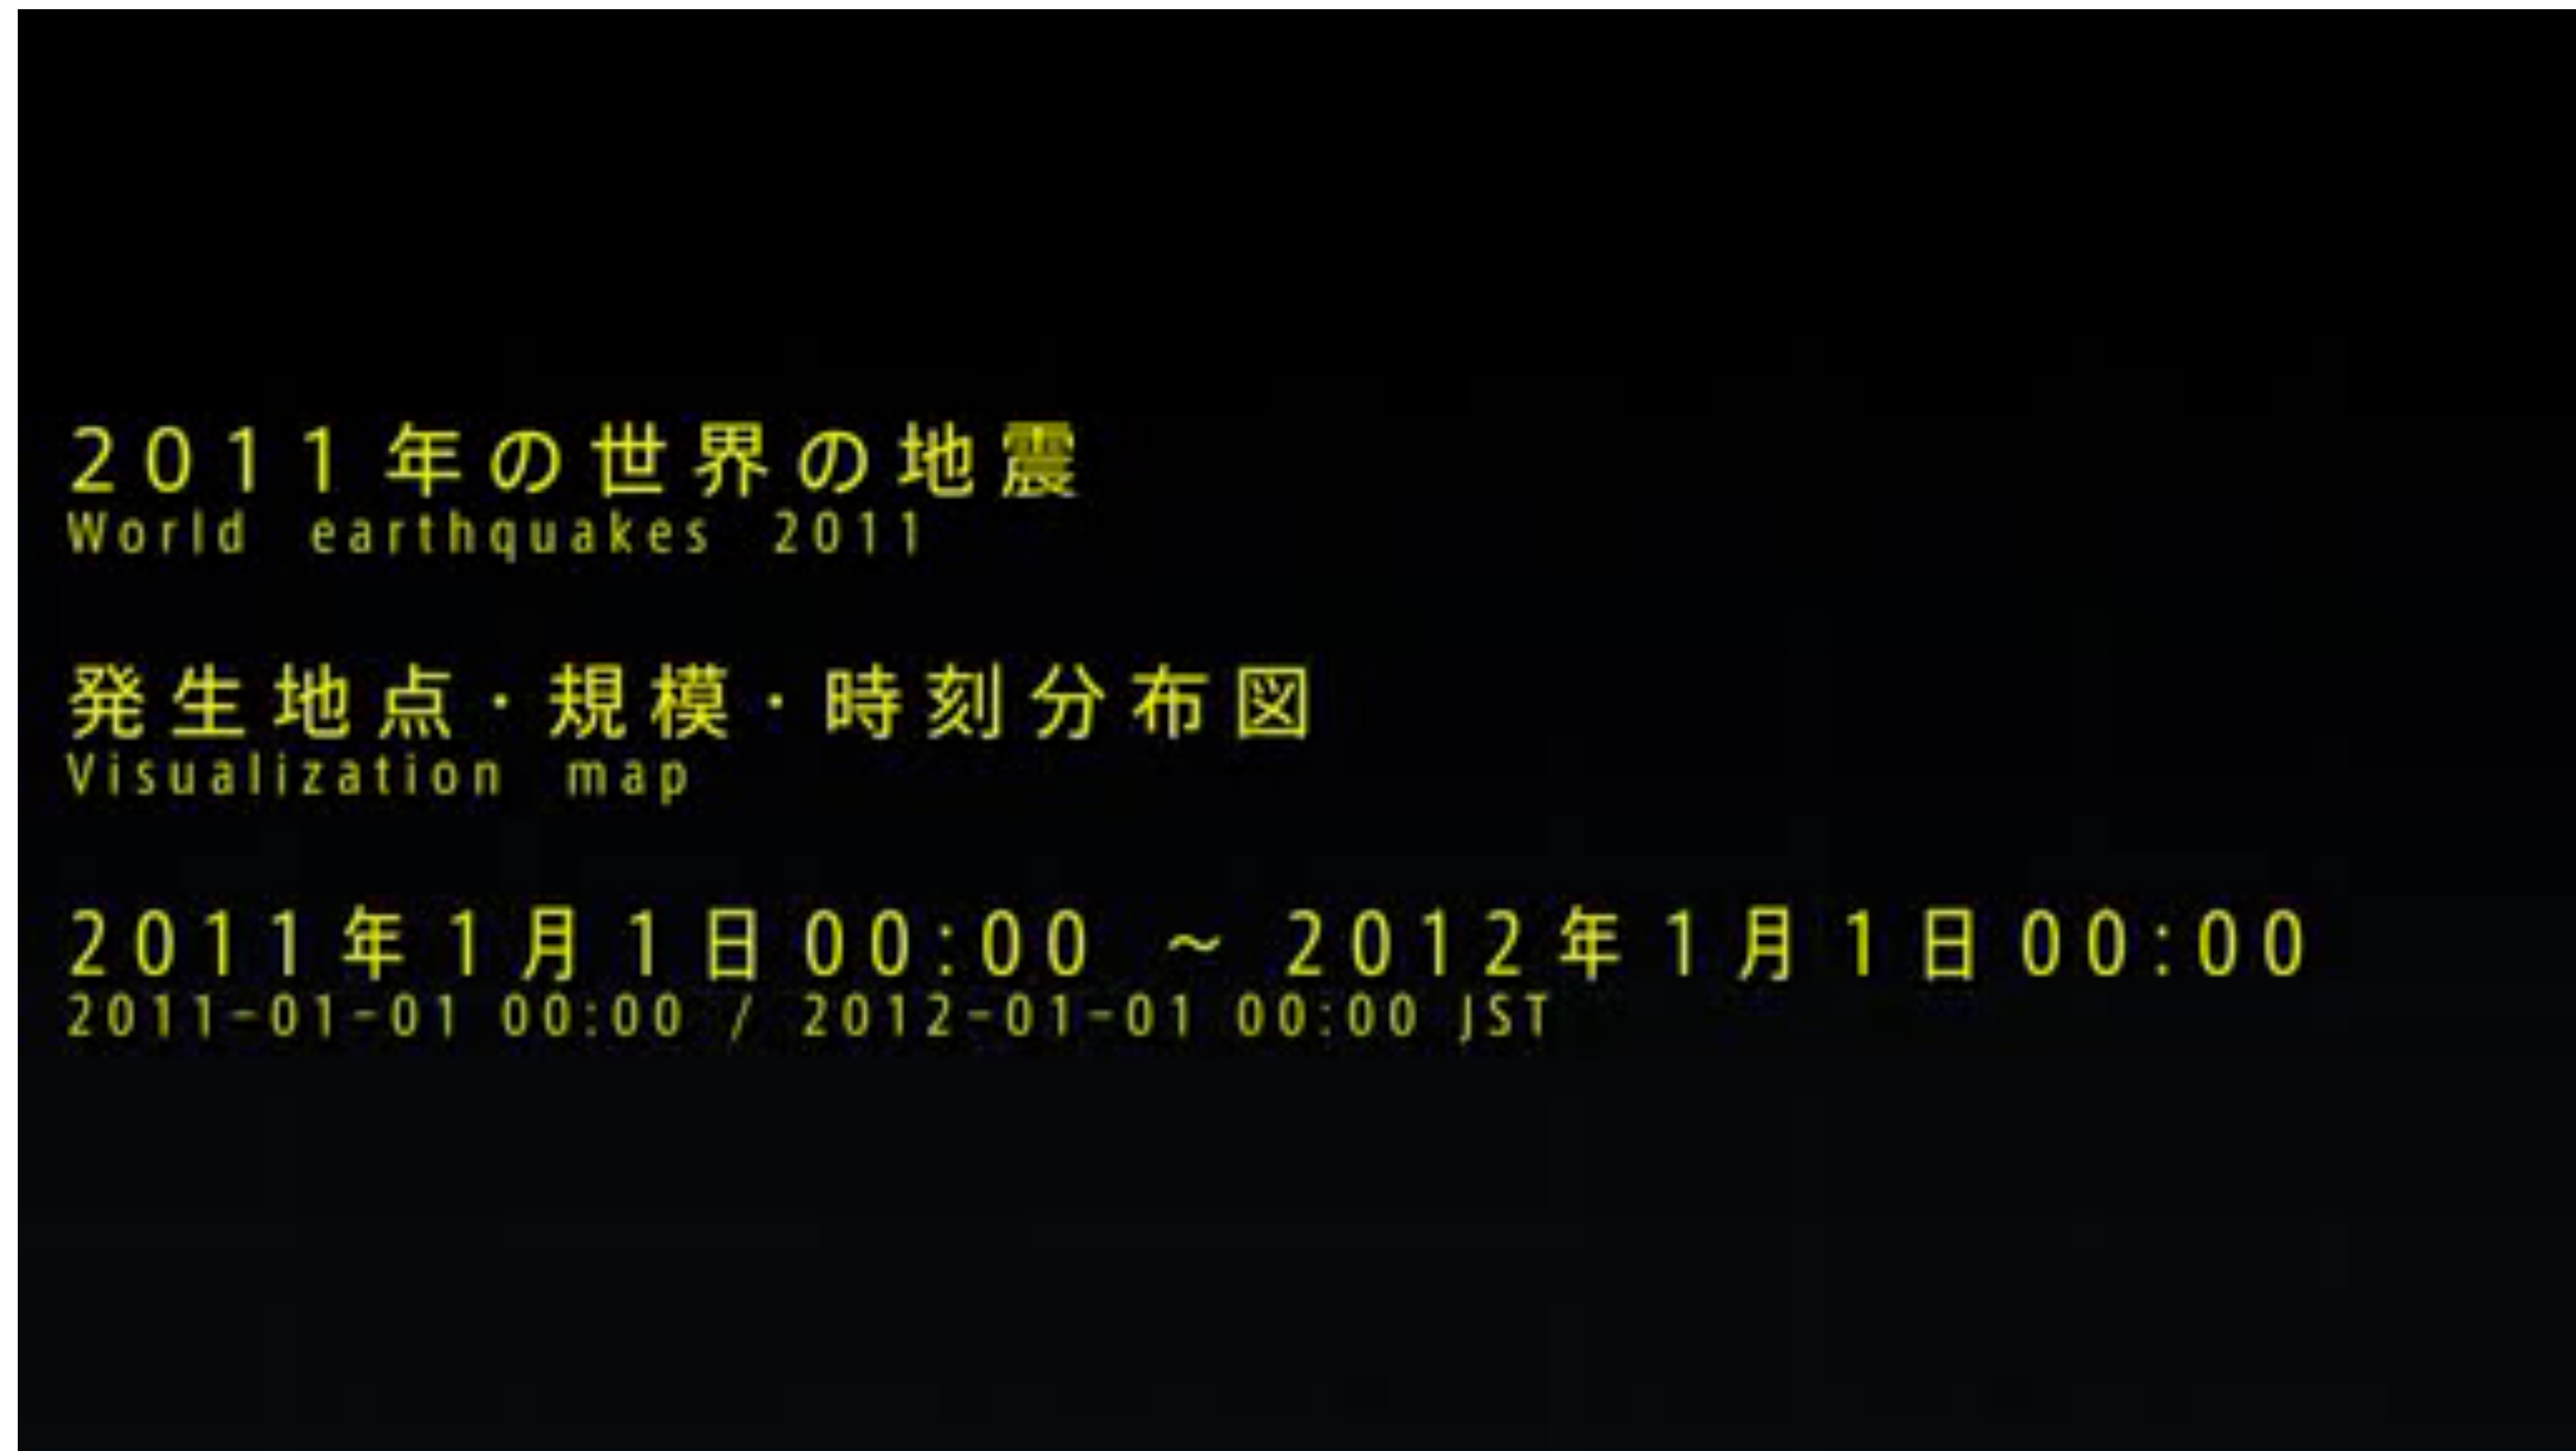 2011年の世界の地震
World earthquakes 2011
発生地点・規模・時刻分布図
Visualization map
2011年1月1日00:00 ～ 2012年1月1日00:00
2011-01-01 00:00 / 2012-01-01 00:00 JST